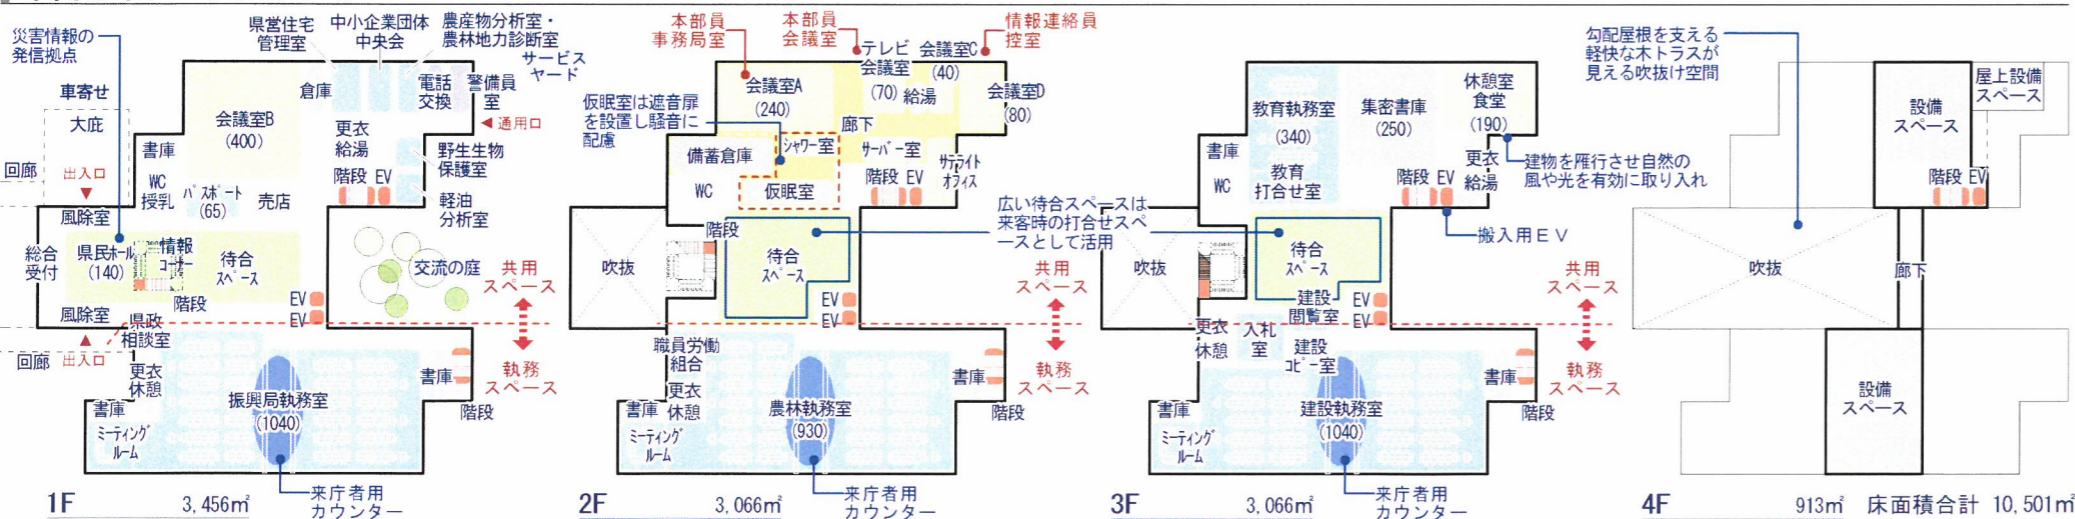 災害情報の
発信拠点
県営住宅
管理室
中小企業団体
中央会
農産物分析室・
農林地力診断室
サービス
ヤード
車寄せ
大庇
倉庫
電話
交換
警備員
室
会議室B
(400)
通用口
書庫
更衣
給湯
野生生物
保護室
回廊
出入口
WC
授乳
パスポート
(65)
売店
階段
EV
軽油
分析室
風除室
総合
受付
県民ホール
(140)
情報
コーナー
待合
スペース
交流の庭
共用
スペース
階段
EV
EV
風除室
県政
相談室
回廊
出入口
更衣
休憩
執務
スペース
書庫
振興局執務室
(1040)
書庫
階段
ミーティング
ルーム
来庁者用
カウンター
1F
3,456㎡
本部員
事務局室
本部員
会議室
情報連絡員
控室
テレビ
会議室
(70)
会議室C
(40)
会議室A
(240)
給湯
会議室D
(80)
仮眠室は遮音扉
を設置し騒音に
配慮
廊下
シャワー室
サーバー室
備蓄倉庫
サテライト
オフィス
WC
仮眠室
階段
EV
広い待合スペースは
来客時の打合せスペ
ースとして活用
階段
吹抜
待合
スペース
共用
スペース
EV
EV
職員労働
組合
執務
スペース
更衣
休憩
書庫
書庫
農林執務室
(930)
階段
ミーティング
ルーム
来庁者用
カウンター
2F
3,066㎡
教育執務室
(340)
集密書庫
(250)
休憩室
食堂
(190)
書庫
更衣
給湯
建物を雁行させ自然の
風や光を有効に取り入れ
WC
教育
打合せ室
階段
EV
搬入用EV
吹抜
待合
スペース
共用
スペース
建設
閲覧室
EV
EV
更衣
休憩
入札
室
建設
コピー室
執務
スペース
書庫
書庫
建設執務室
(1040)
階段
ミーティング
ルーム
来庁者用
カウンター
3F
3,066㎡
勾配屋根を支える
軽快な木トラスが
見える吹抜け空間
屋上設備
スペース
設備
スペース
階段
EV
吹抜
廊下
設備
スペース
4F
913㎡
床面積合計 10,501㎡